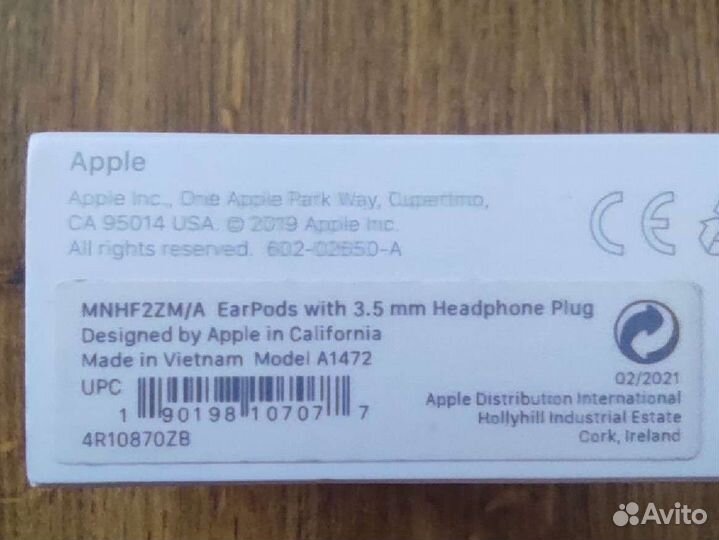 Apple
Apple Inc., One Apple Park Way, Cupertino,
CA 95014 USA. © 2019 Apple Inc.
All rights reserved. 602-02650-A
CE
MNHF2ZM/A EarPods with 3.5 mm Headphone Plug
Designed by Apple in California
Made in Vietnam Model A1472
UPC
1 90198 10707 7
4R10870ZB
02/2021
Apple Distribution International
Hollyhill Industrial Estate
Cork, Ireland
Avito